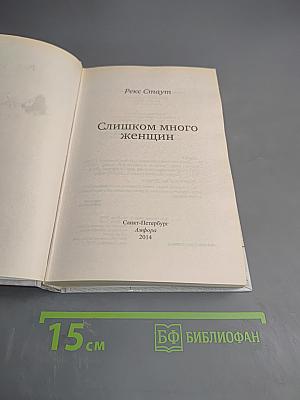 Рекс Стаут
Слишком много
женщин
Санкт-Петербург
Амфора
2014
15 см
БФ БИБЛИОФАН